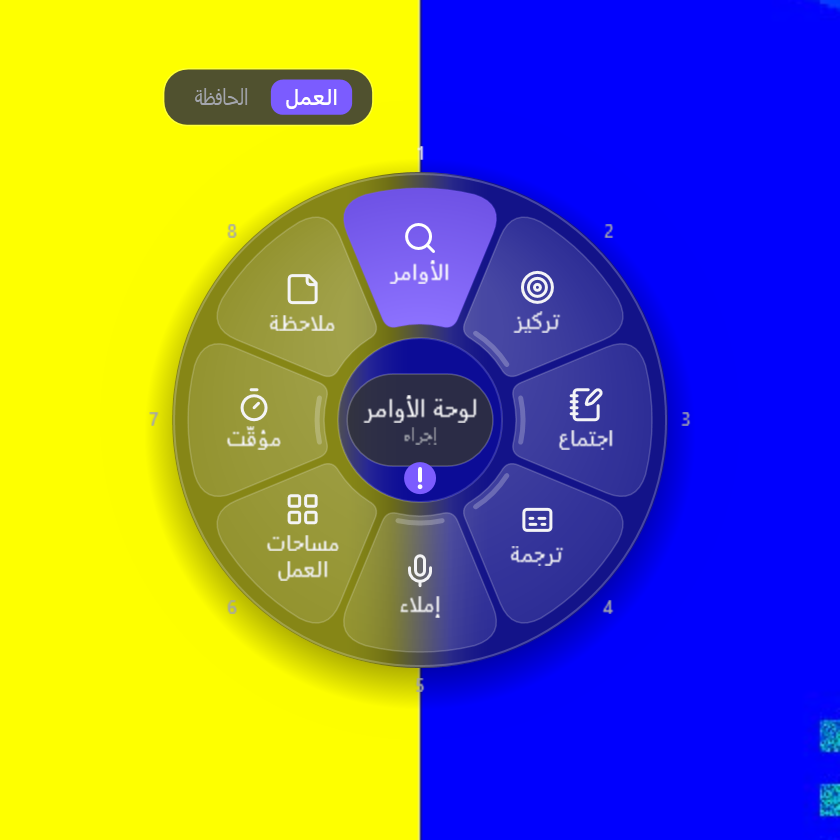 العمل الحافظة
1
الأوامر
2
تركيز
3
اجتماع
4
ترجمة
5
إملاء
6
مساحات
العمل
7
مؤقّت
8
ملاحظة
لوحة الأوامر
إجراء
!